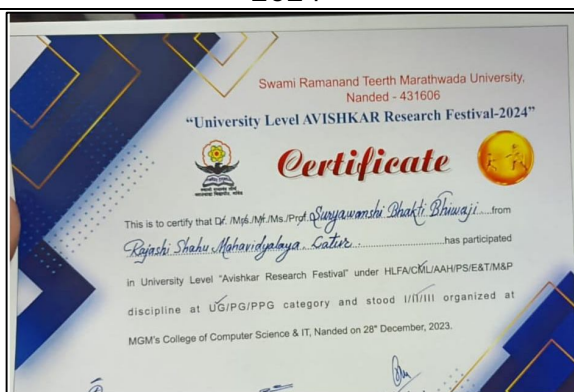 Swami Ramanand Teerth Marathwada University,
Nanded - 431606
“University Level AVISHKAR Research Festival-2024”
Certificate
This is to certify that Dr. /Mrs./Mr./Ms./Prof. Suryawanshi Bhakti Bhiwaji....from
Rajashi Shahu Mahavidyalaya. Latur. ..........................has participated
in University Level “Avishkar Research Festival” under HLFA/CML/AAH/PS/E&T/M&P
discipline at UG/PG/PPG category and stood I/II/III organized at
MGM's College of Computer Science & IT, Nanded on 28th December, 2023.